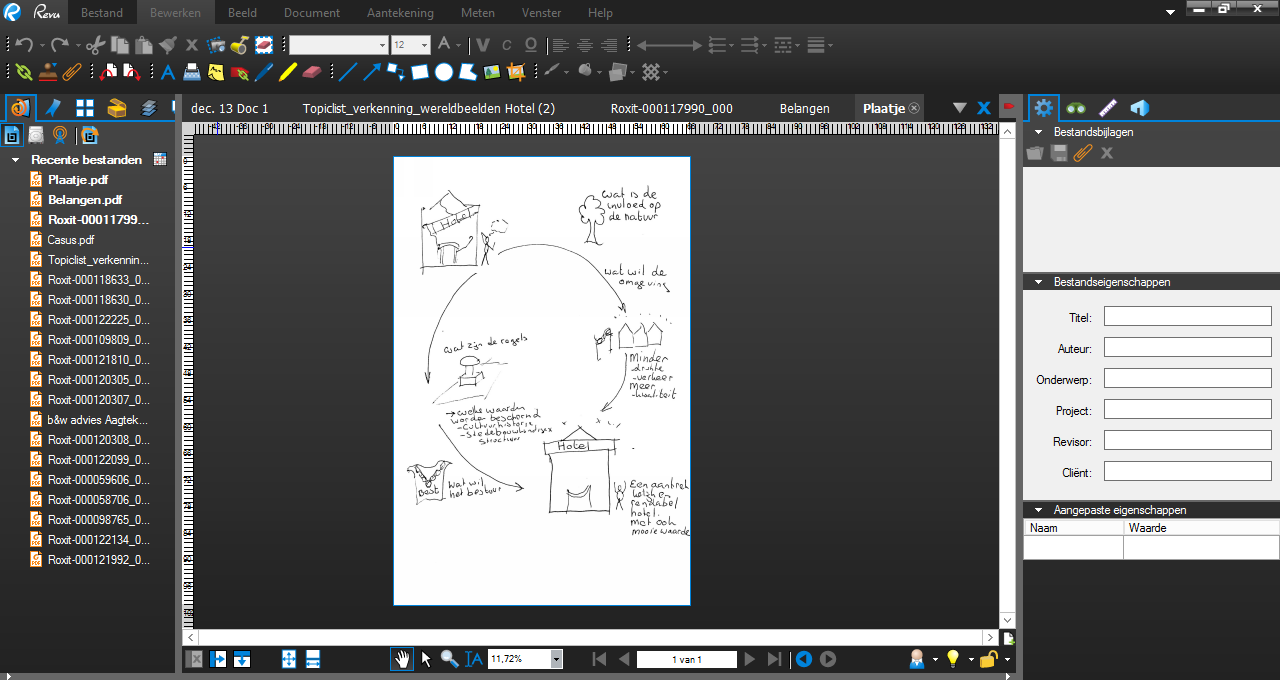 Revu
Bestand
Bewerken
Beeld
Document
Aantekening
Meten
Venster
Help
12
V
C
O
dec. 13 Doc 1
Topiclist_verkenning_wereldbeelden Hotel (2)
Roxit-000117990_000
Belangen
Plaatje
Recente bestanden
Plaatje.pdf
Belangen.pdf
Roxit-00011799...
Casus.pdf
Topiclist_verkennin...
Roxit-000118633_0...
Roxit-000118630_0...
Roxit-000122225_0...
Roxit-000109809_0...
Roxit-000121810_0...
Roxit-000120305_0...
Roxit-000120307_0...
b&w advies Aagtek...
Roxit-000120308_0...
Roxit-000122099_0...
Roxit-000059606_0...
Roxit-000058706_0...
Roxit-000098765_0...
Roxit-000122134_0...
Roxit-000121992_0...
Hotel
wat is de
invloed op
de natuur
wat wil de
omgeving
wat zijn de regels
Minder
-drukte
-verkeer
meer
-kwaliteit
→ welke waarden
worden beschermd
-Cultuurhistorie
-Stedebouwkundige
structuur
Best
wat wil
het bestuur
Hotel
Een aantrek
kelijk en
rendabel
hotel.
met ook
mooie waarde
Bestandsbijlagen
Bestandseigenschappen
Titel:
Auteur:
Onderwerp:
Project:
Revisor:
Cliënt:
Aangepaste eigenschappen
Naam
Waarde
11,72%
1 van 1